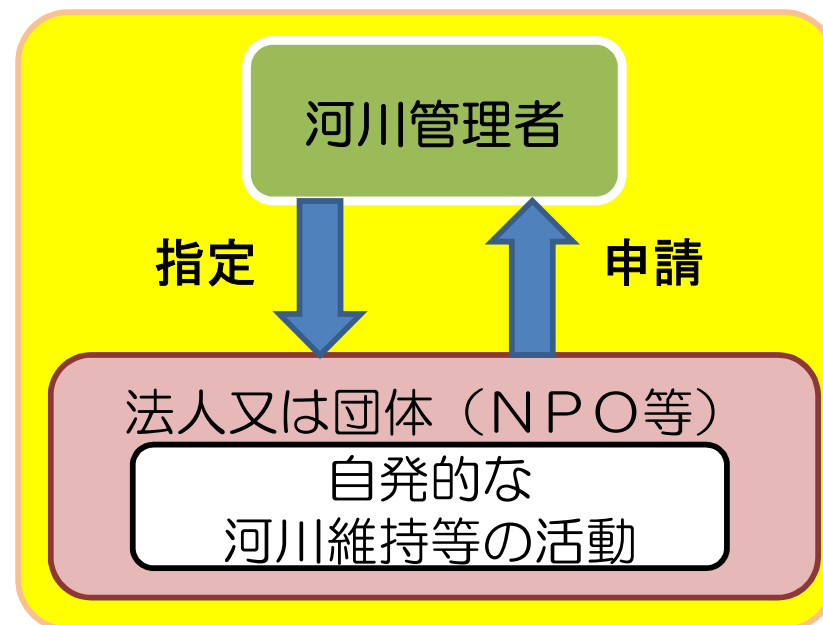 河川管理者
指定
申請
法人又は団体（ＮＰＯ等）
自発的な
河川維持等の活動